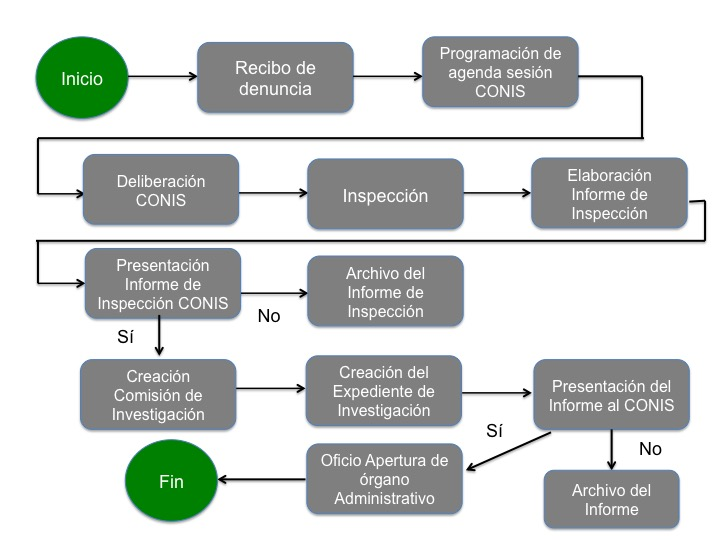 Inicio
Recibo de
denuncia
Programación de
agenda sesión
CONIS
Deliberación
CONIS
Inspección
Elaboración
Informe de
Inspección
Presentación
Informe de
Inspección CONIS
No
Archivo del
Informe de
Inspección
Sí
Creación
Comisión de
Investigación
Creación del
Expediente de
Investigación
Presentación del
Informe al CONIS
Sí
No
Fin
Oficio Apertura de
órgano
Administrativo
Archivo del
Informe